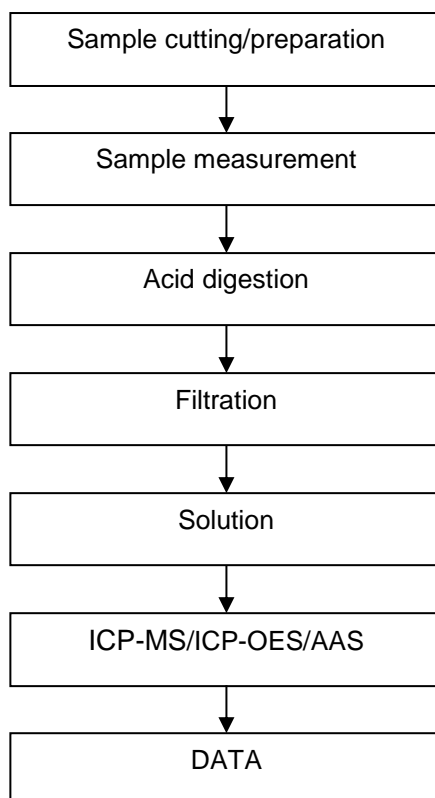 Sample cutting/preparation
Sample measurement
Acid digestion
Filtration
Solution
ICP-MS/ICP-OES/AAS
DATA